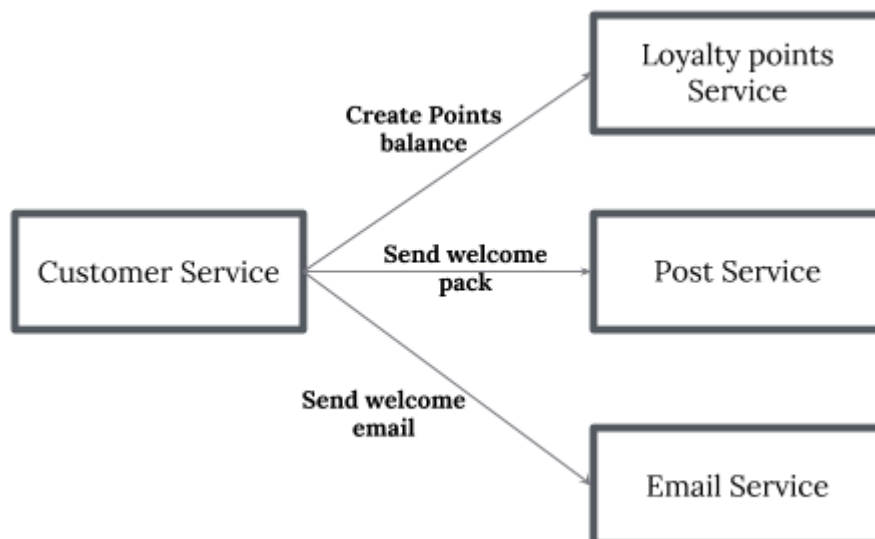 Loyalty points
Service
Create Points
balance
Customer Service
Send welcome
pack
Post Service
Send welcome
email
Email Service